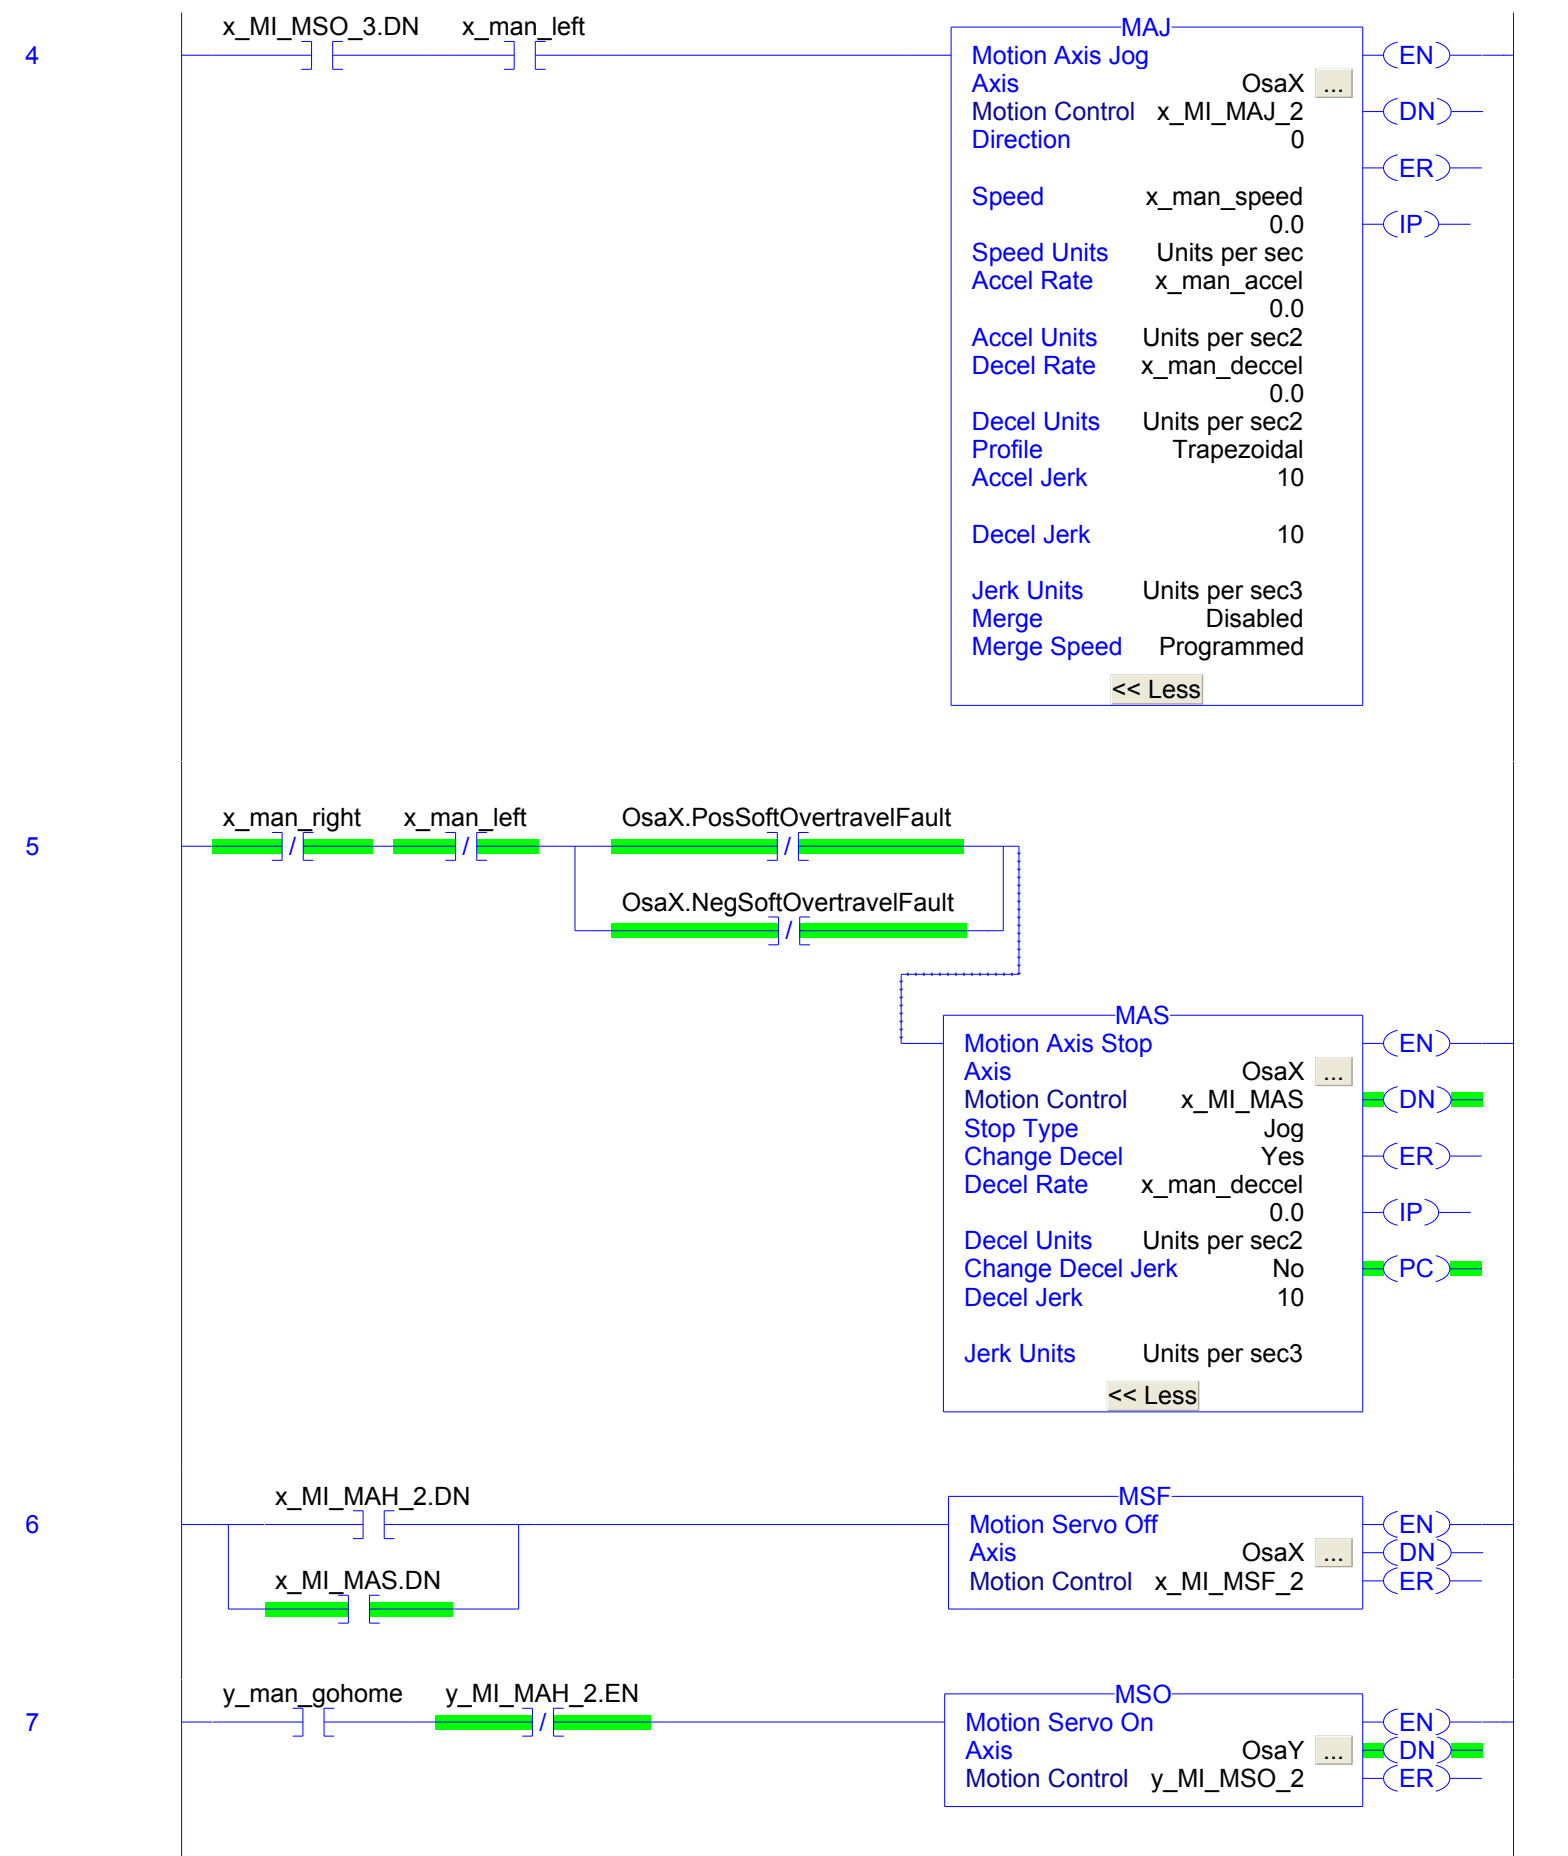 4
x_MI_MSO_3.DN x_man_left
MAJ
Motion Axis Jog
Axis OsaX ...
Motion Control x_MI_MAJ_2
Direction 0
Speed x_man_speed
0.0
Speed Units Units per sec
Accel Rate x_man_accel
0.0
Accel Units Units per sec2
Decel Rate x_man_deccel
0.0
Decel Units Units per sec2
Profile Trapezoidal
Accel Jerk 10
Decel Jerk 10
Jerk Units Units per sec3
Merge Disabled
Merge Speed Programmed
<< Less
EN
DN
ER
IP
5
x_man_right x_man_left OsaX.PosSoftOvertravelFault
/ / /
OsaX.NegSoftOvertravelFault
/
MAS
Motion Axis Stop
Axis OsaX ...
Motion Control x_MI_MAS
Stop Type Jog
Change Decel Yes
Decel Rate x_man_deccel
0.0
Decel Units Units per sec2
Change Decel Jerk No
Decel Jerk 10
Jerk Units Units per sec3
<< Less
EN
DN
ER
IP
PC
6
x_MI_MAH_2.DN
x_MI_MAS.DN
MSF
Motion Servo Off
Axis OsaX ...
Motion Control x_MI_MSF_2
EN
DN
ER
7
y_man_gohome y_MI_MAH_2.EN
/
MSO
Motion Servo On
Axis OsaY ...
Motion Control y_MI_MSO_2
EN
DN
ER